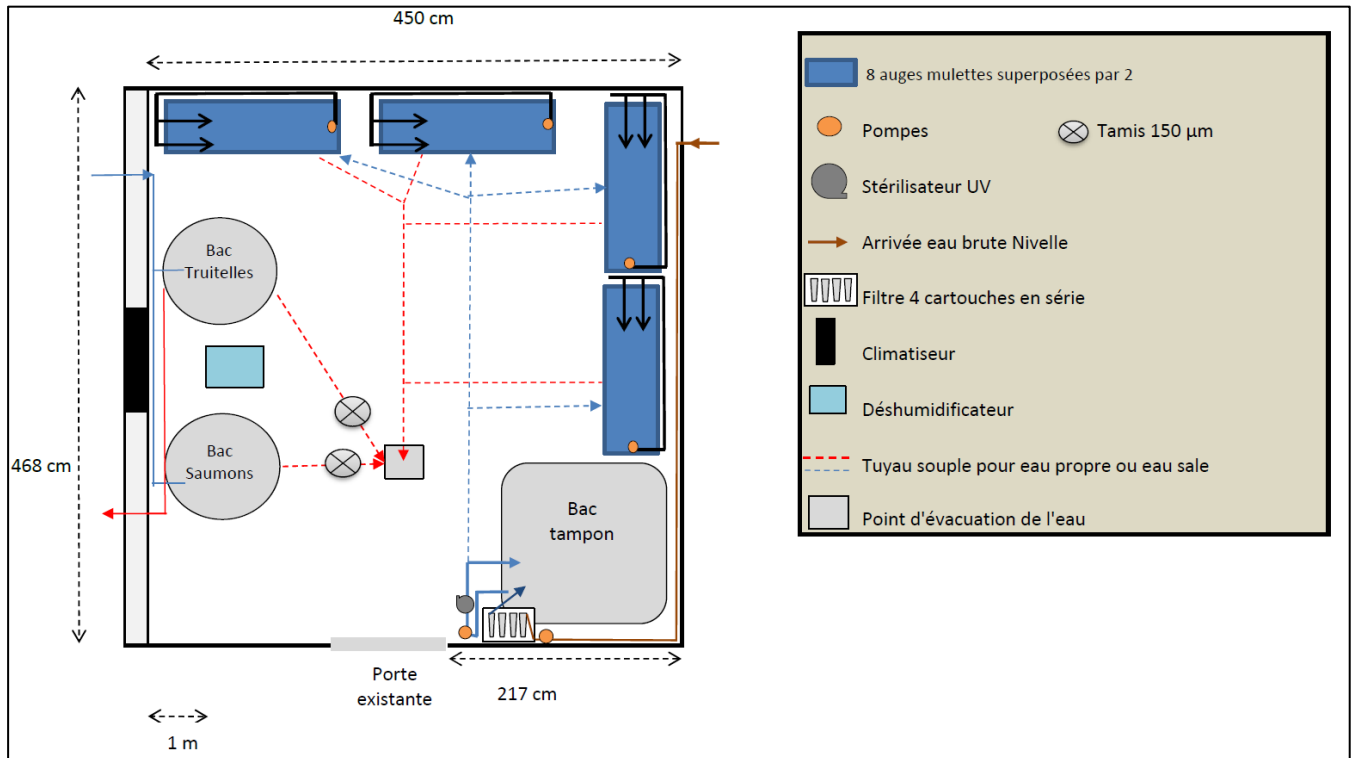 450 cm
8 auges mulettes superposées par 2
Pompes
Tamis 150 µm
Stérilisateur UV
Arrivée eau brute Nivelle
Filtre 4 cartouches en série
Climatiseur
Déshumidificateur
Tuyau souple pour eau propre ou eau sale
Point d'évacuation de l'eau
Bac
Truitelles
468 cm
Bac
Saumons
Bac
tampon
Porte
existante
217 cm
1 m